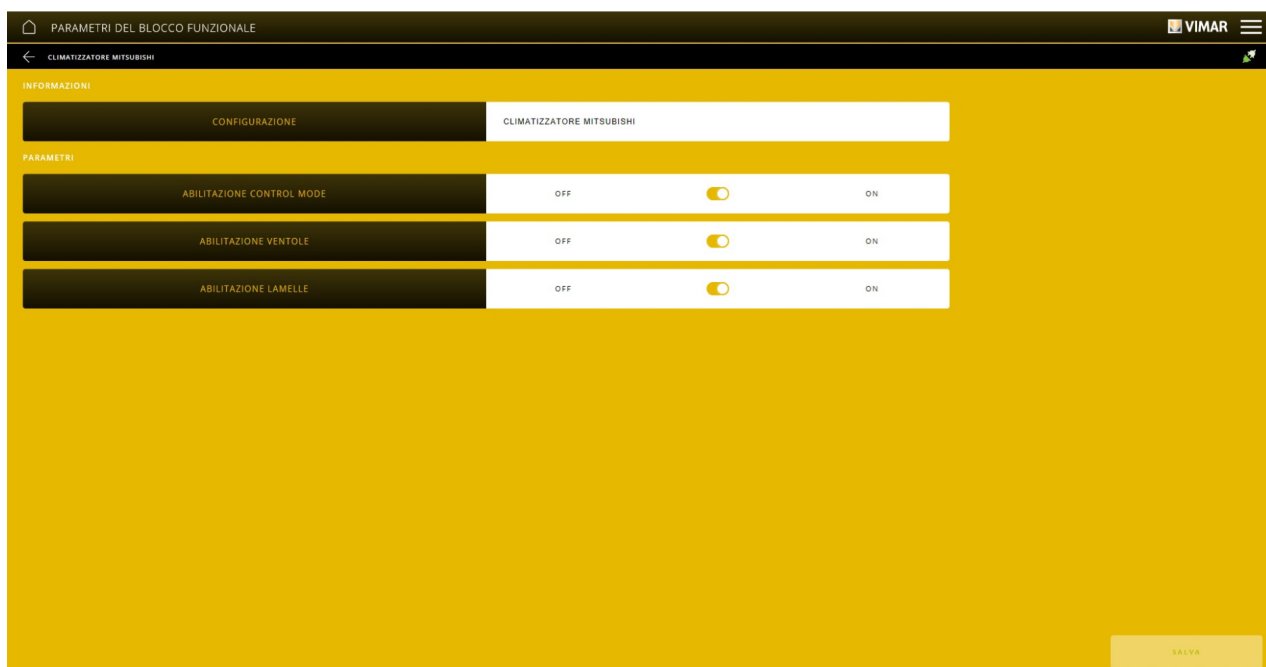 PARAMETRI DEL BLOCCO FUNZIONALE
VIMAR
CLIMATIZZATORE MITSUBISHI
INFORMAZIONI
CONFIGURAZIONE CLIMATIZZATORE MITSUBISHI
PARAMETRI
ABILITAZIONE CONTROL MODE OFF ON
ABILITAZIONE VENTOLE OFF ON
ABILITAZIONE LAMELLE OFF ON
SALVA